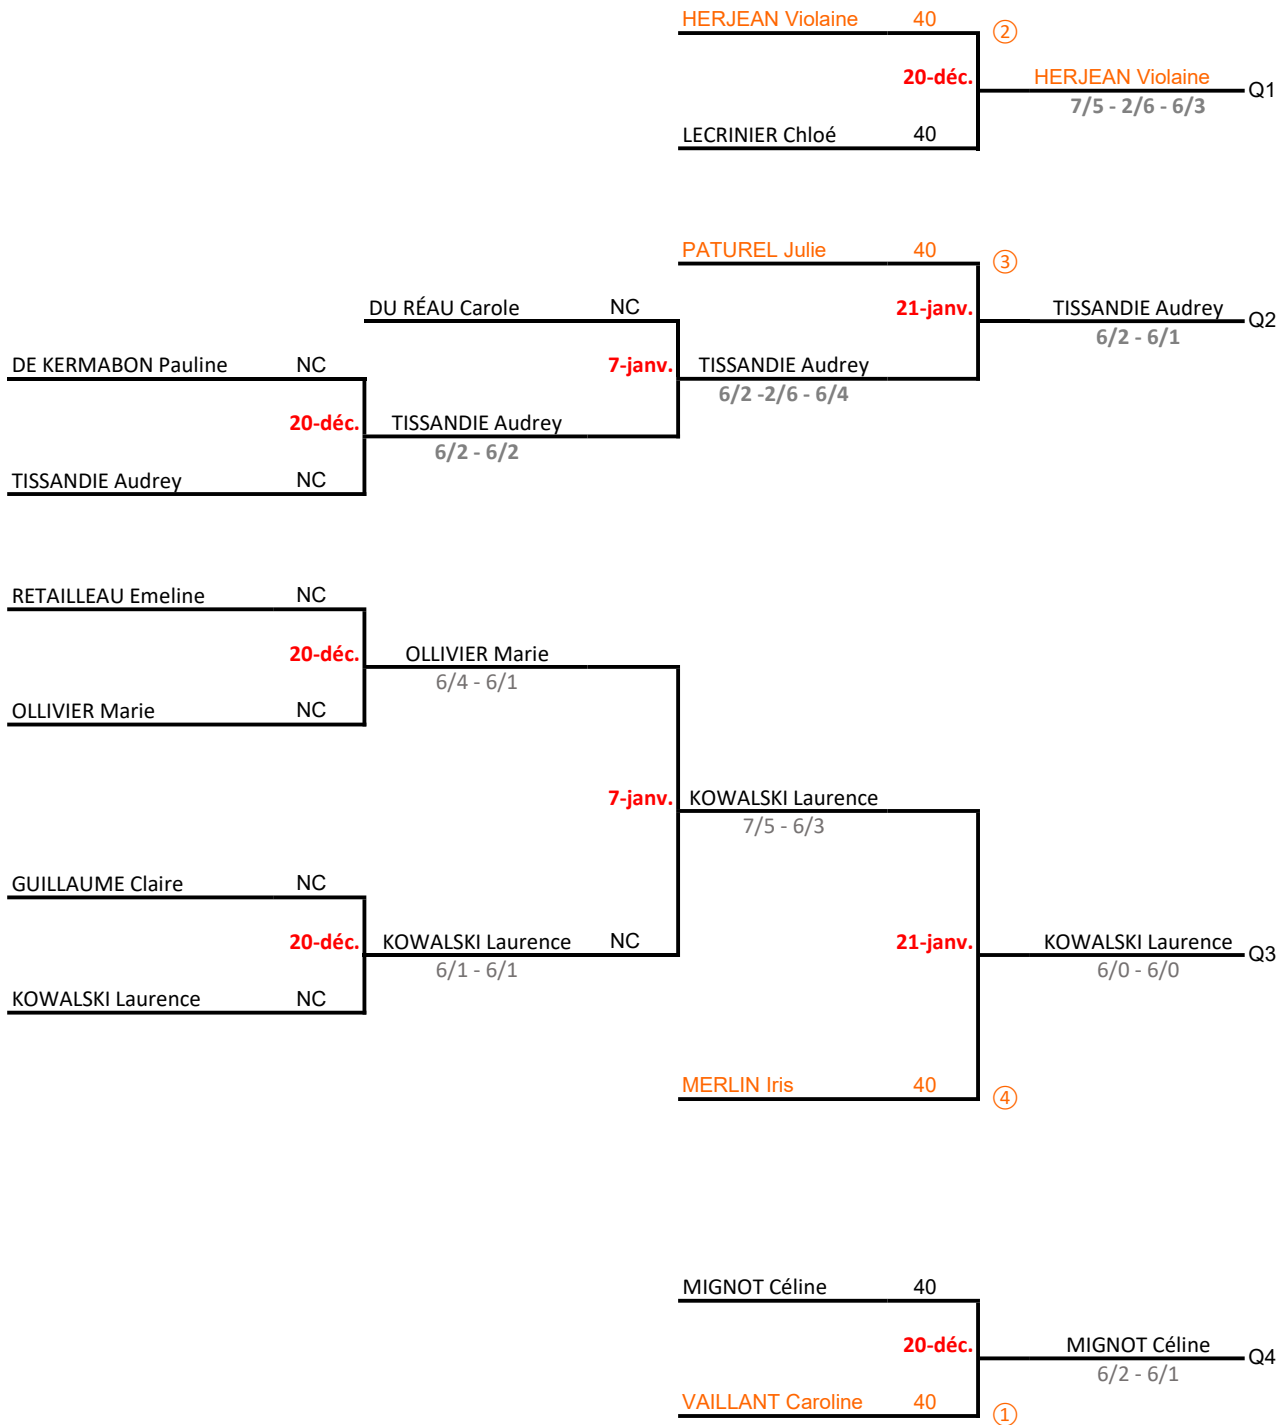 HERJEAN Violaine 40 ②
20-déc. HERJEAN Violaine Q1
7/5 - 2/6 - 6/3
LECRINIER Chloé 40
PATUREL Julie 40 ③
DU RÉAU Carole NC 21-janv. TISSANDIE Audrey Q2
6/2 - 6/1
DE KERMABON Pauline NC 7-janv. TISSANDIE Audrey
6/2 -2/6 - 6/4
20-déc. TISSANDIE Audrey
6/2 - 6/2
TISSANDIE Audrey NC
RETAILLEAU Emeline NC
20-déc. OLLIVIER Marie
6/4 - 6/1
OLLIVIER Marie NC
7-janv. KOWALSKI Laurence
7/5 - 6/3
GUILLAUME Claire NC
20-déc. KOWALSKI Laurence NC 21-janv. KOWALSKI Laurence Q3
6/1 - 6/1 6/0 - 6/0
KOWALSKI Laurence NC
MERLIN Iris 40 ④
MIGNOT Céline 40
20-déc. MIGNOT Céline Q4
6/2 - 6/1
VAILLANT Caroline 40 ①